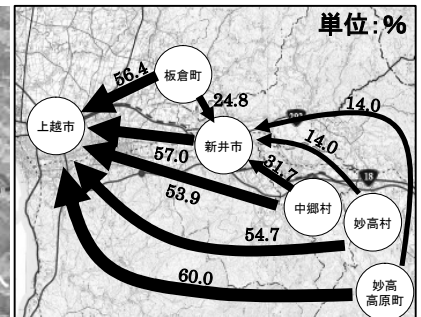 単位:%
板倉町
56.4
24.8
14.0
上越市
新井市
14.0
57.0
31.7
18
53.9
中郷村
妙高村
54.7
60.0
妙高
高原町